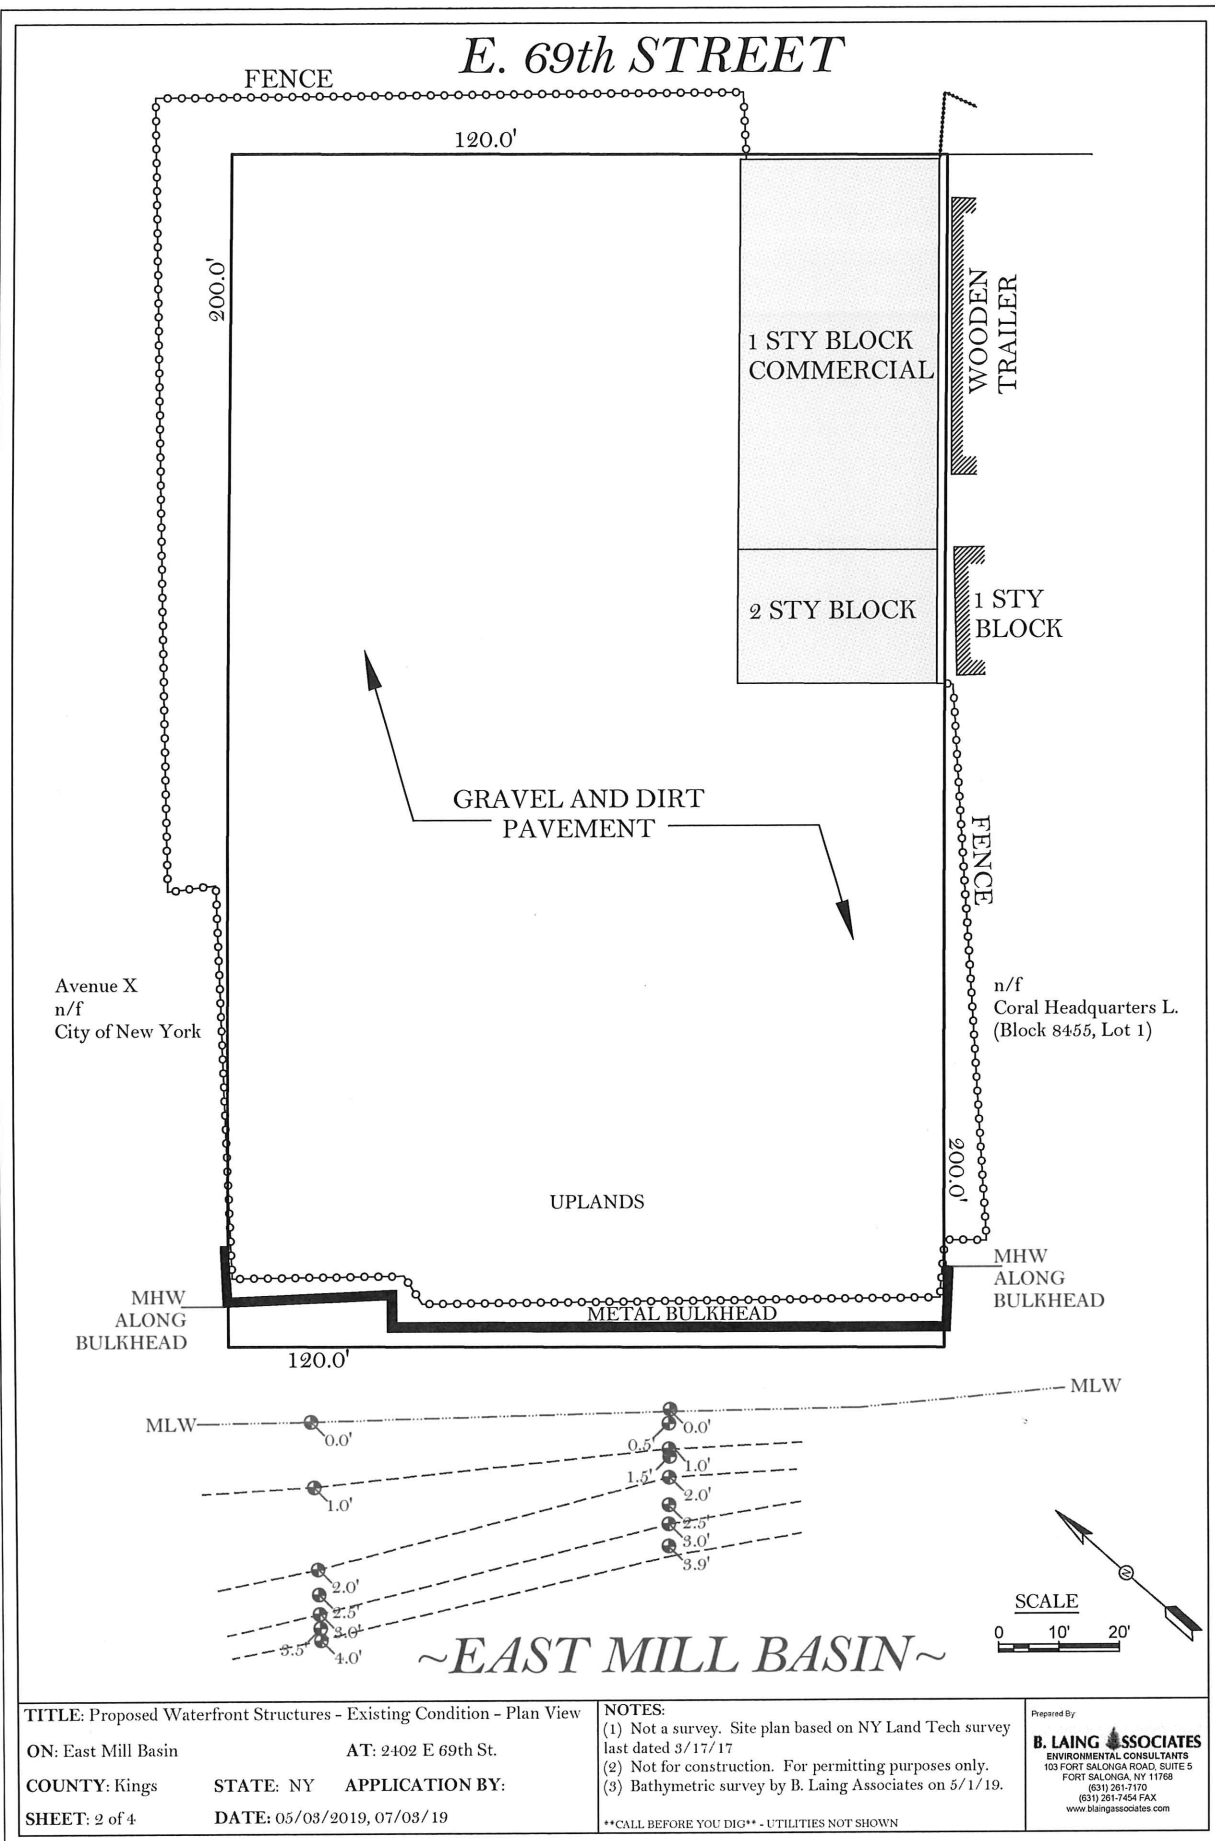 E. 69th STREET
FENCE
120.0'
200.0'
1 STY BLOCK
COMMERCIAL
WOODEN
TRAILER
2 STY BLOCK
1 STY
BLOCK
GRAVEL AND DIRT
PAVEMENT
FENCE
Avenue X
n/f
City of New York
n/f
Coral Headquarters L.
(Block 8455, Lot 1)
200.0'
UPLANDS
MHW
ALONG
BULKHEAD
MHW
ALONG
BULKHEAD
METAL BULKHEAD
120.0'
MLW
MLW
0.0'
1.0'
2.0'
2.5'
3.0'
3.5'
4.0'
0.0'
0.5'
1.0'
1.5'
2.0'
2.5'
3.0'
3.9'
N
SCALE
0 10' 20'
~EAST MILL BASIN~
TITLE: Proposed Waterfront Structures - Existing Condition - Plan View
ON: East Mill Basin AT: 2402 E 69th St.
COUNTY: Kings STATE: NY APPLICATION BY:
SHEET: 2 of 4 DATE: 05/03/2019, 07/03/19
NOTES:
(1) Not a survey. Site plan based on NY Land Tech survey
last dated 3/17/17
(2) Not for construction. For permitting purposes only.
(3) Bathymetric survey by B. Laing Associates on 5/1/19.
**CALL BEFORE YOU DIG** - UTILITIES NOT SHOWN
Prepared By
B. LAING ASSOCIATES
ENVIRONMENTAL CONSULTANTS
103 FORT SALONGA ROAD, SUITE 5
FORT SALONGA, NY 11768
(631) 261-7170
(631) 261-7454 FAX
www.blaingassociates.com